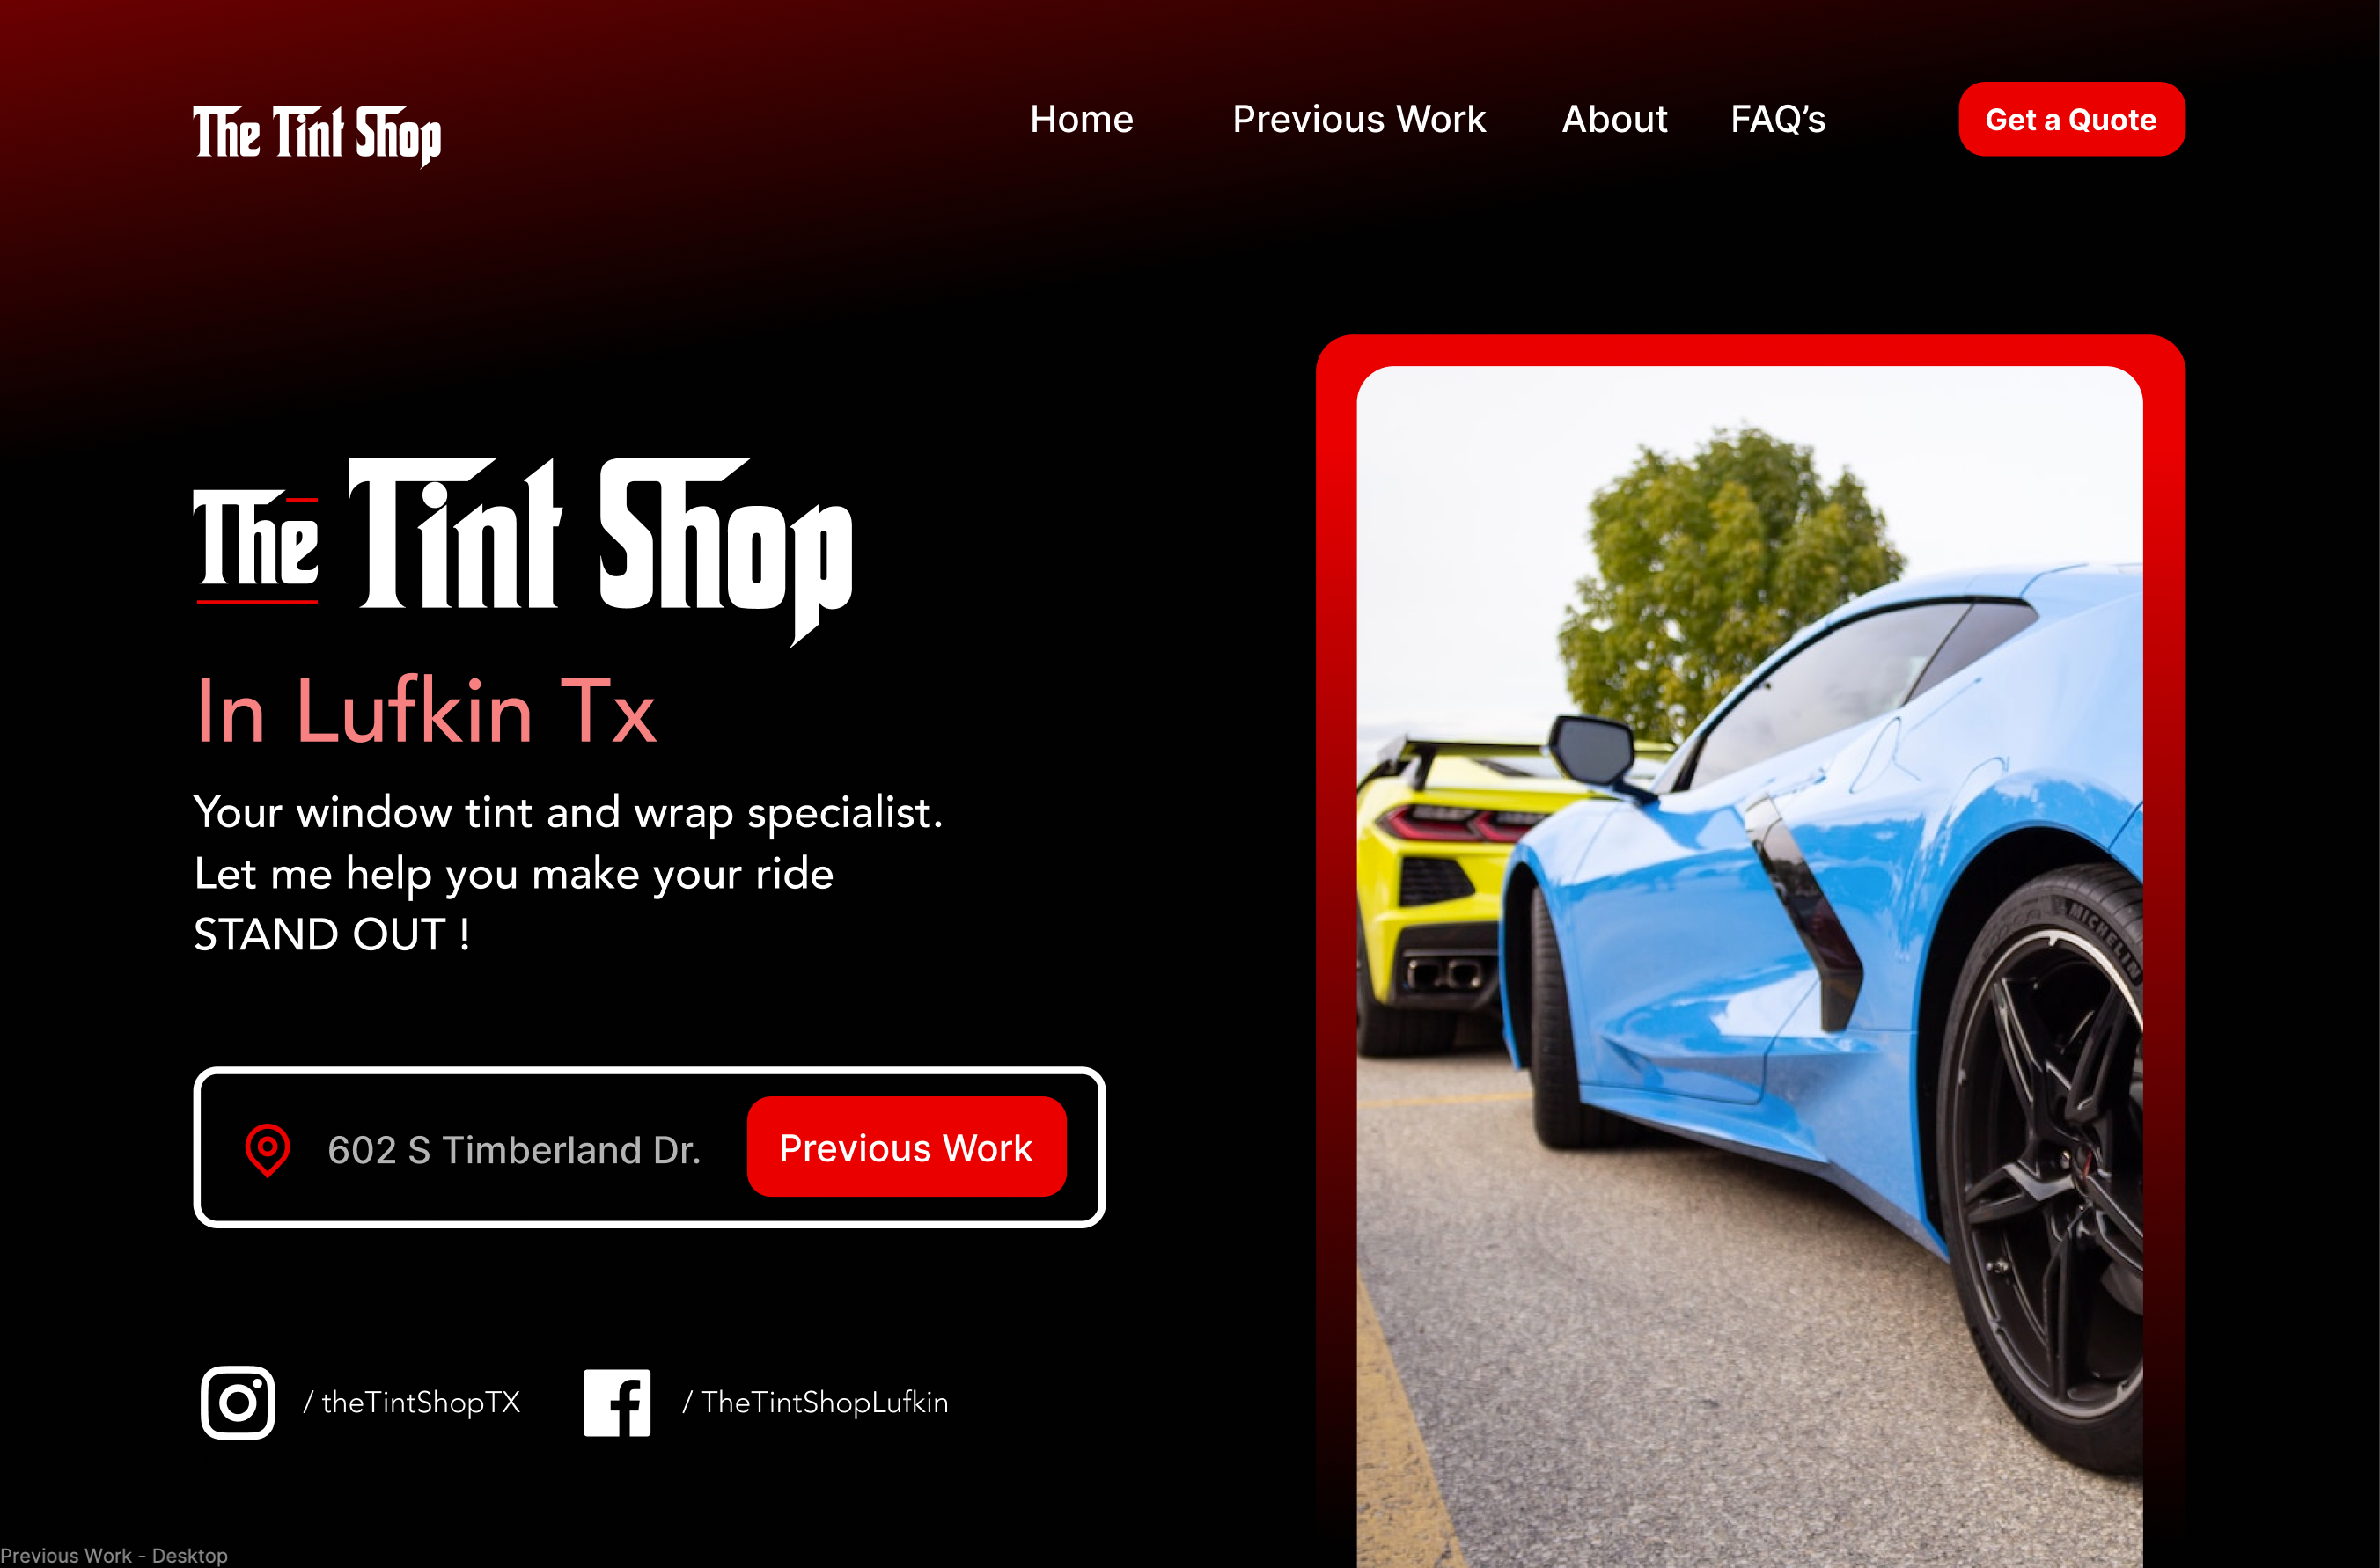 The Tint Shop
Home Previous Work About FAQ’s Get a Quote
The Tint Shop
In Lufkin Tx
Your window tint and wrap specialist.
Let me help you make your ride
STAND OUT !
602 S Timberland Dr. Previous Work
/ theTintShopTX / TheTintShopLufkin
MICHELIN
Previous Work - Desktop